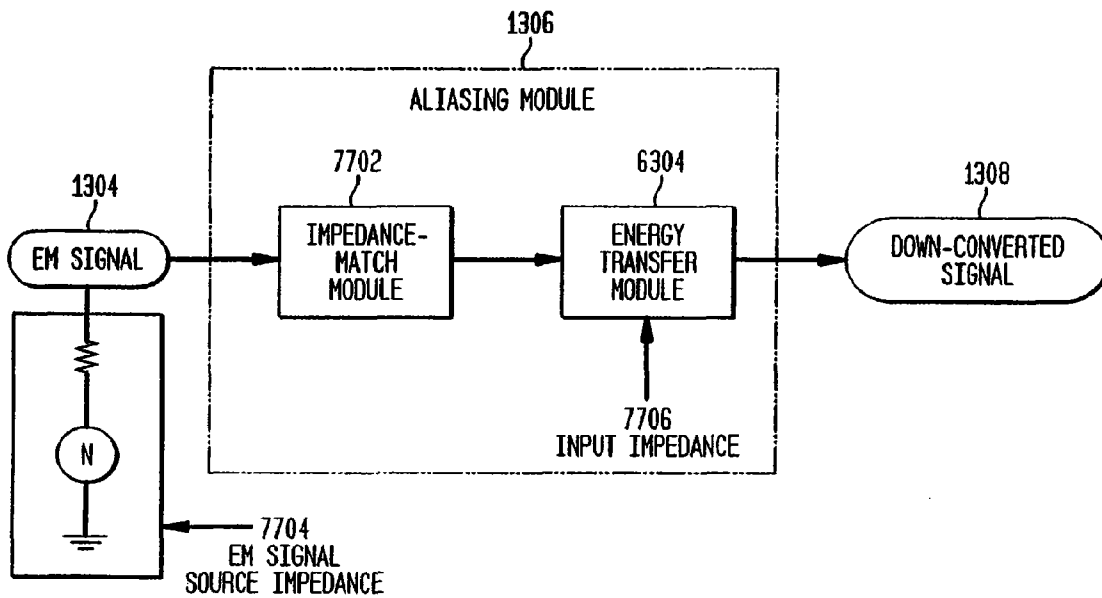 1306
ALIASING MODULE
7702
6304
1304
1308
EM SIGNAL
IMPEDANCE-
MATCH
MODULE
ENERGY
TRANSFER
MODULE
DOWN-CONVERTED
SIGNAL
7706
INPUT IMPEDANCE
N
7704
EM SIGNAL
SOURCE IMPEDANCE